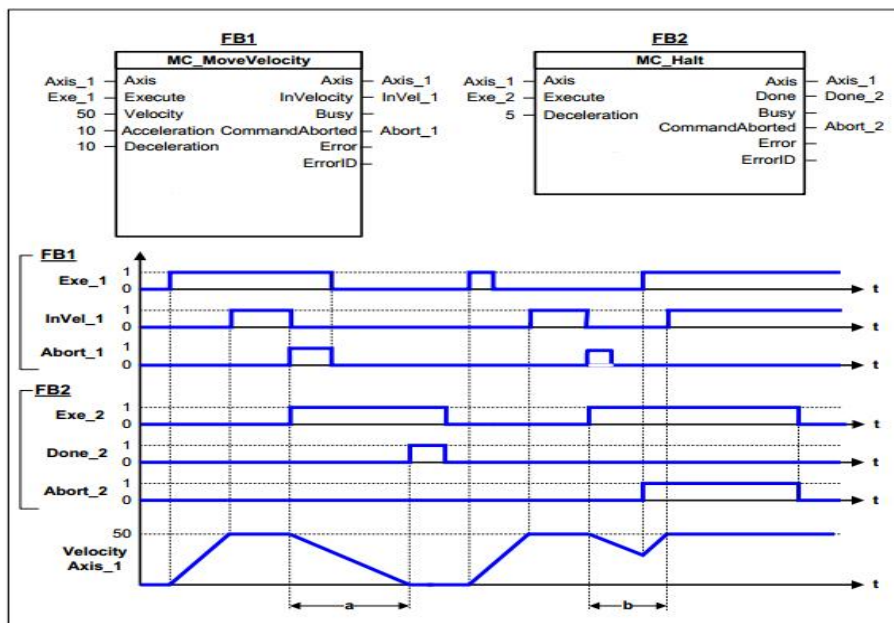 FB1
MC_MoveVelocity
Axis_1 Axis Axis Axis_1
Exe_1 Execute InVelocity InVel_1
50 Velocity Busy
10 Acceleration CommandAborted Abort_1
10 Deceleration Error
ErrorID
FB2
MC_Halt
Axis_1 Axis Axis Axis_1
Exe_2 Execute Done Done_2
5 Deceleration Busy
CommandAborted Abort_2
Error
ErrorID
FB1
Exe_1 1
0 t
InVel_1 1
0 t
Abort_1 1
0 t
FB2
Exe_2 1
0 t
Done_2 1
0 t
Abort_2 1
0 t
50
Velocity
Axis_1
t
a b